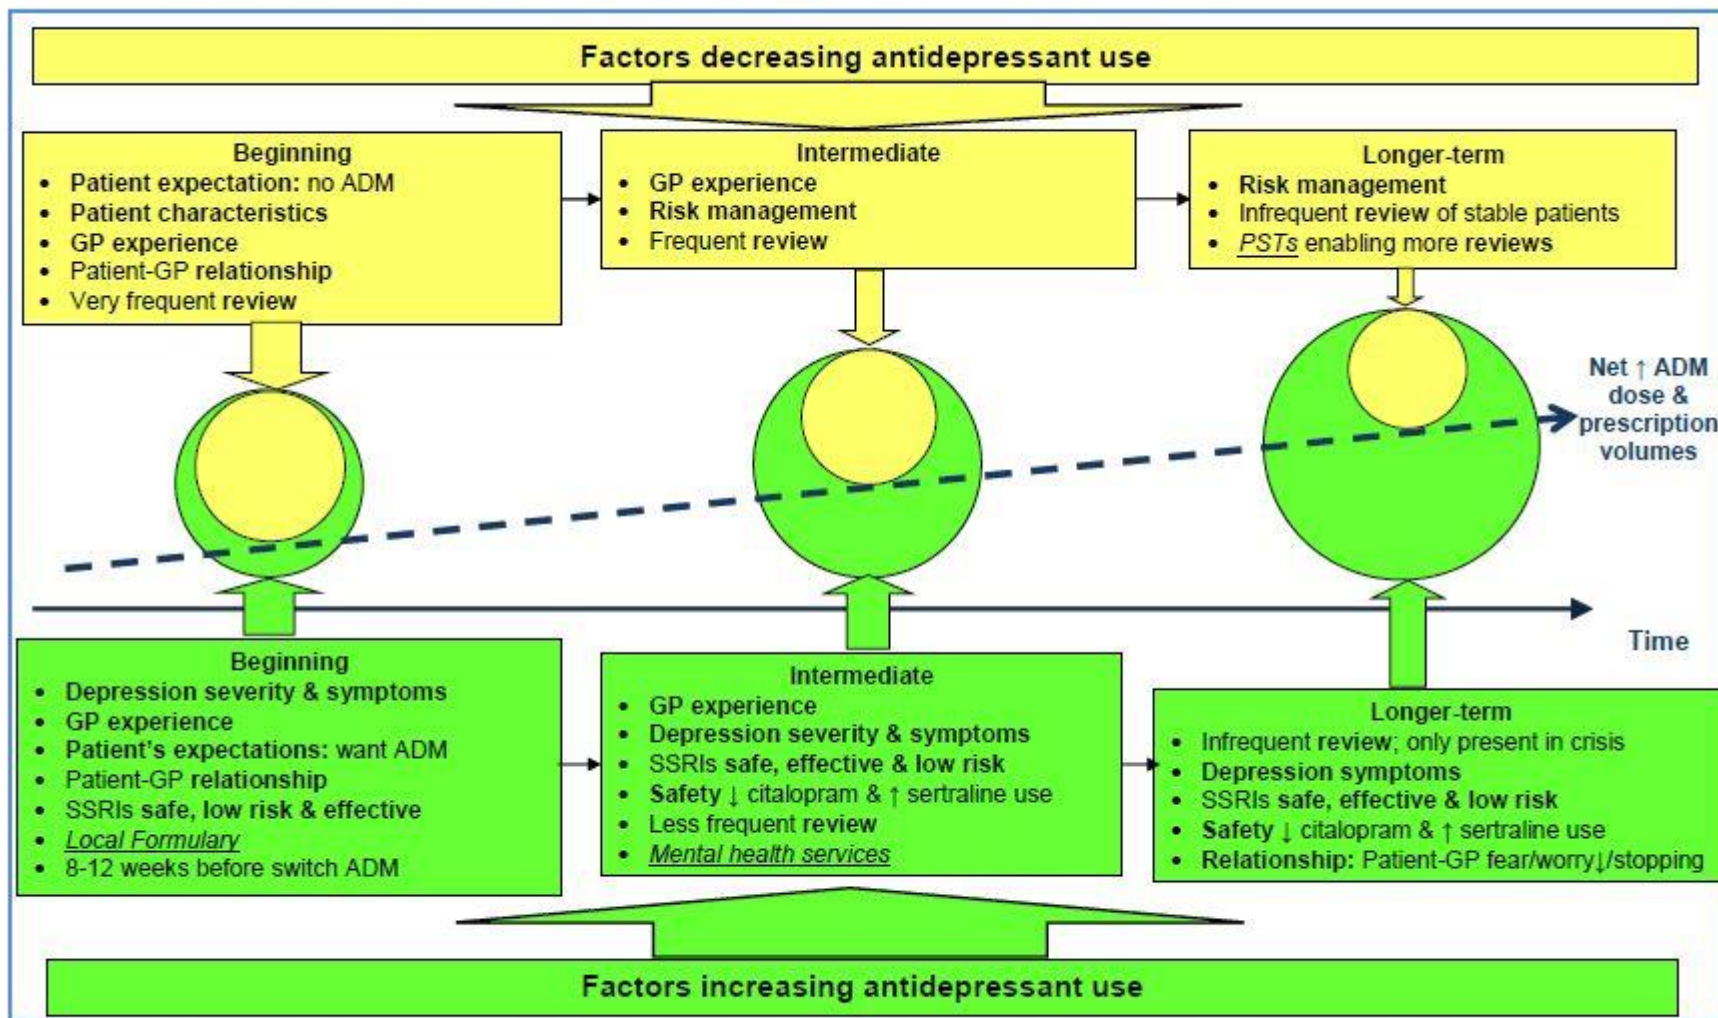 Factors decreasing antidepressant use
Beginning
• Patient expectation: no ADM
• Patient characteristics
• GP experience
• Patient-GP relationship
• Very frequent review
Intermediate
• GP experience
• Risk management
• Frequent review
Longer-term
• Risk management
• Infrequent review of stable patients
• PSTs enabling more reviews
Net ↑ ADM
dose &
prescription
volumes
Time
Beginning
• Depression severity & symptoms
• GP experience
• Patient's expectations: want ADM
• Patient-GP relationship
• SSRIs safe, low risk & effective
• Local Formulary
• 8-12 weeks before switch ADM
Intermediate
• GP experience
• Depression severity & symptoms
• SSRIs safe, effective & low risk
• Safety ↓ citalopram & ↑ sertraline use
• Less frequent review
• Mental health services
Longer-term
• Infrequent review; only present in crisis
• Depression symptoms
• SSRIs safe, effective & low risk
• Safety ↓ citalopram & ↑ sertraline use
• Relationship: Patient-GP fear/worry↓/stopping
Factors increasing antidepressant use